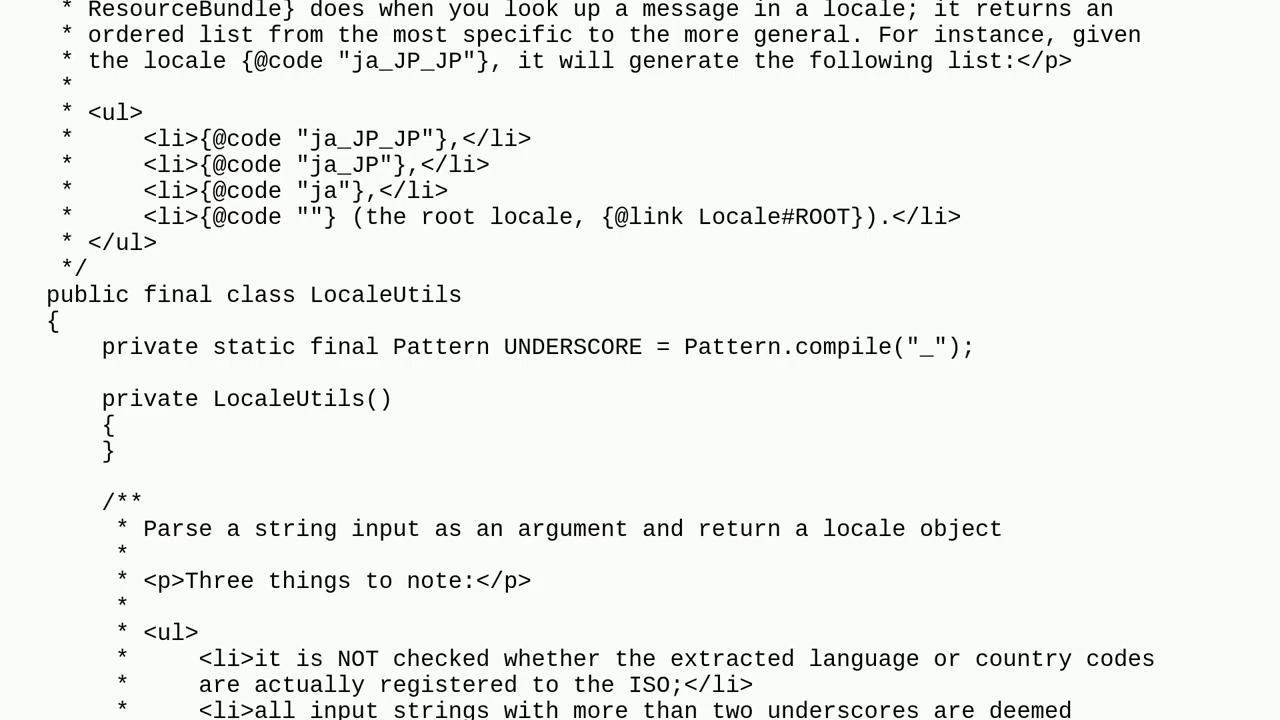 * ResourceBundle} does when you look up a message in a locale; it returns an
* ordered list from the most specific to the more general. For instance, given
* the locale {@code "ja_JP_JP"}, it will generate the following list:</p>
*
* <ul>
*     <li>{@code "ja_JP_JP"},</li>
*     <li>{@code "ja_JP"},</li>
*     <li>{@code "ja"},</li>
*     <li>{@code ""} (the root locale, {@link Locale#ROOT}).</li>
* </ul>
*/
public final class LocaleUtils
{
    private static final Pattern UNDERSCORE = Pattern.compile("_");

    private LocaleUtils()
    {
    }

    /**
     * Parse a string input as an argument and return a locale object
     *
     * <p>Three things to note:</p>
     *
     * <ul>
     *     <li>it is NOT checked whether the extracted language or country codes
     *     are actually registered to the ISO;</li>
     *     <li>all input strings with more than two underscores are deemed